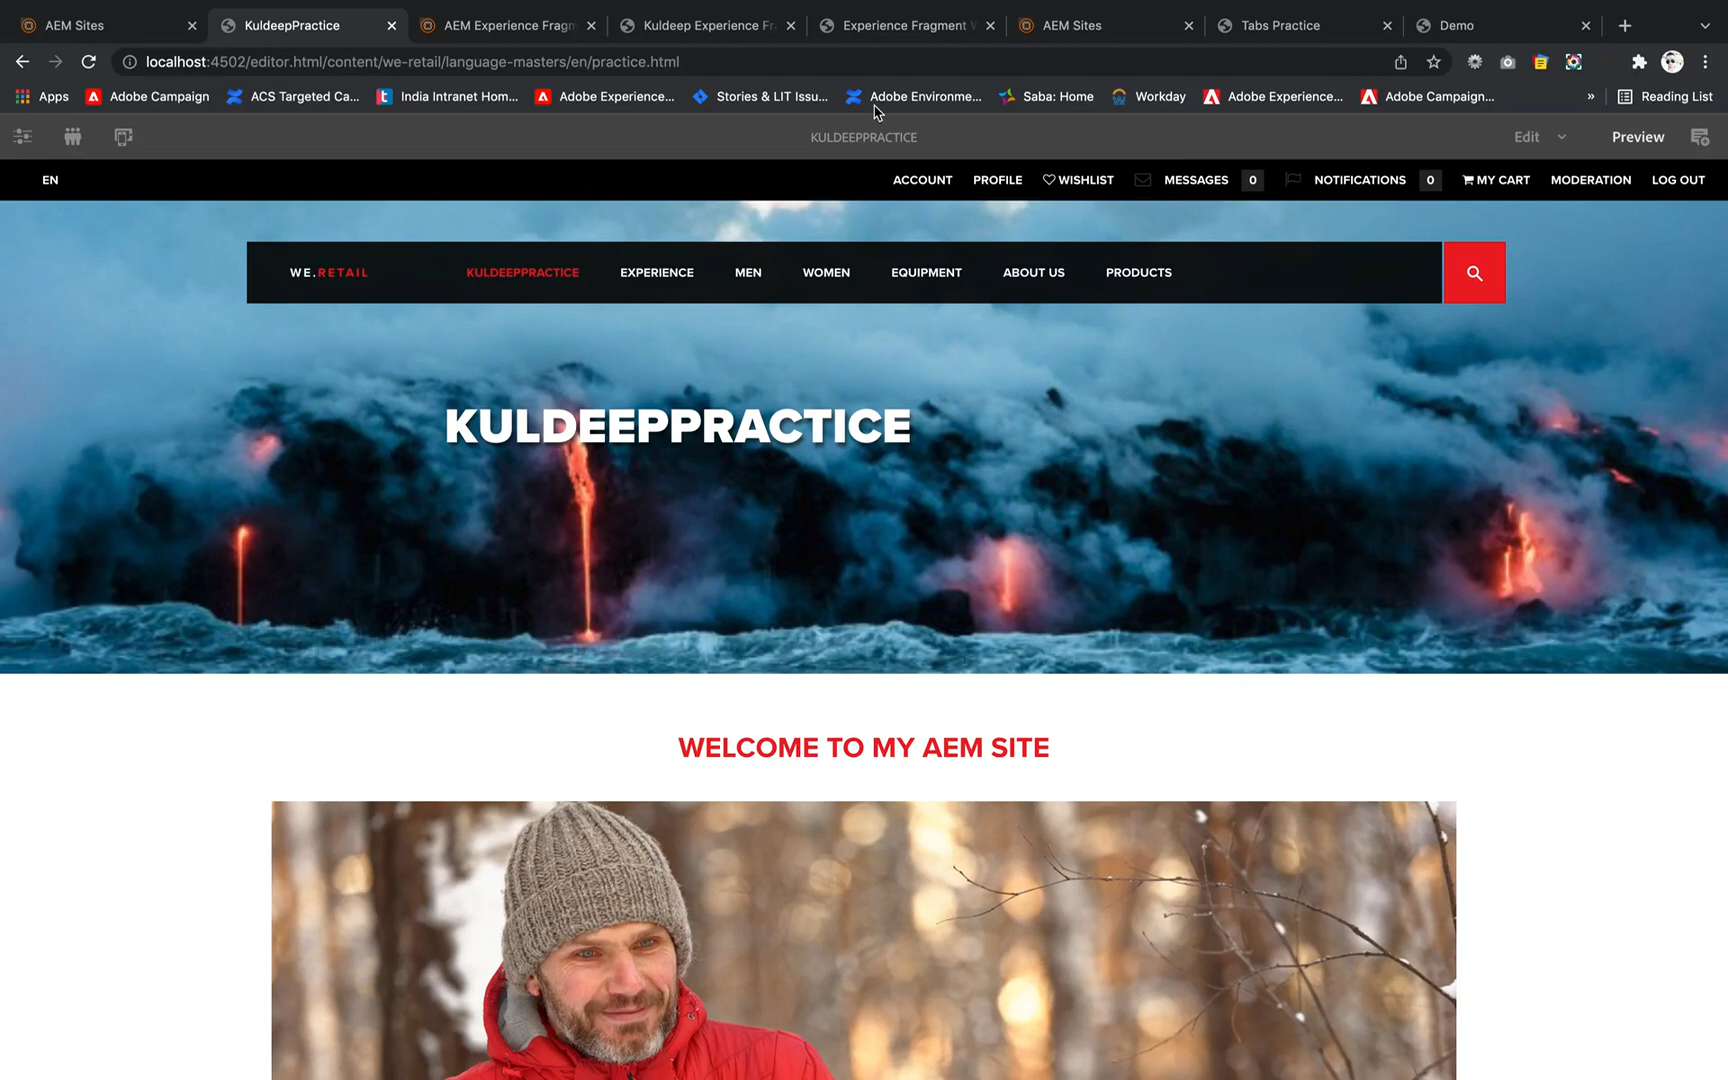 AEM Sites
KuldeepPractice
AEM Experience Fragm
Kuldeep Experience Fr
Experience Fragment V
AEM Sites
Tabs Practice
Demo
localhost:4502/editor.html/content/we-retail/language-masters/en/practice.html
Apps
Adobe Campaign
ACS Targeted Ca...
India Intranet Hom...
Adobe Experience...
Stories & LIT Issu...
Adobe Environme...
Saba: Home
Workday
Adobe Experience...
Adobe Campaign...
»
Reading List
KULDEEPPRACTICE
Edit
Preview
EN
ACCOUNT
PROFILE
WISHLIST
MESSAGES 0
NOTIFICATIONS 0
MY CART
MODERATION
LOG OUT
WE.RETAIL
KULDEEPPRACTICE
EXPERIENCE
MEN
WOMEN
EQUIPMENT
ABOUT US
PRODUCTS
KULDEEPPRACTICE
WELCOME TO MY AEM SITE